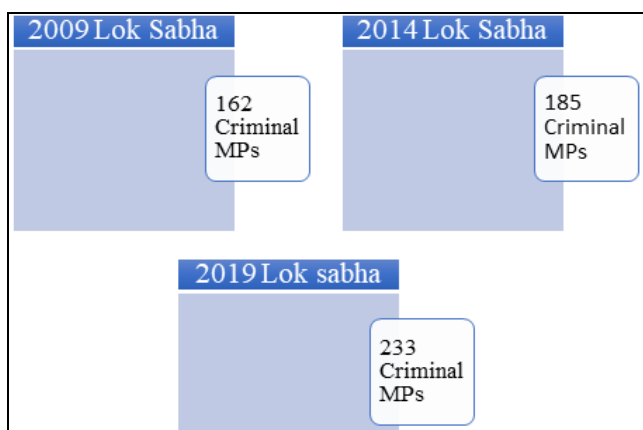 2009 Lok Sabha
162
Criminal
MPs
2014 Lok Sabha
185
Criminal
MPs
2019 Lok sabha
233
Criminal
MPs